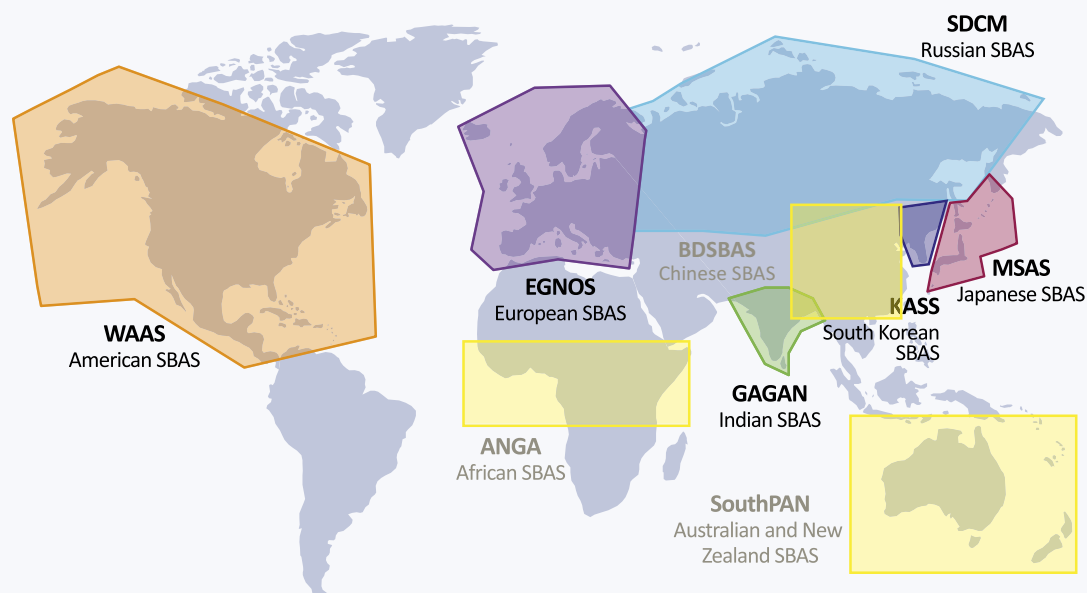 SDCM
Russian SBAS
BDSBAS
Chinese SBAS
MSAS
Japanese SBAS
EGNOS
European SBAS
KASS
South Korean
SBAS
WAAS
American SBAS
GAGAN
Indian SBAS
ANGA
African SBAS
SouthPAN
Australian and New
Zealand SBAS